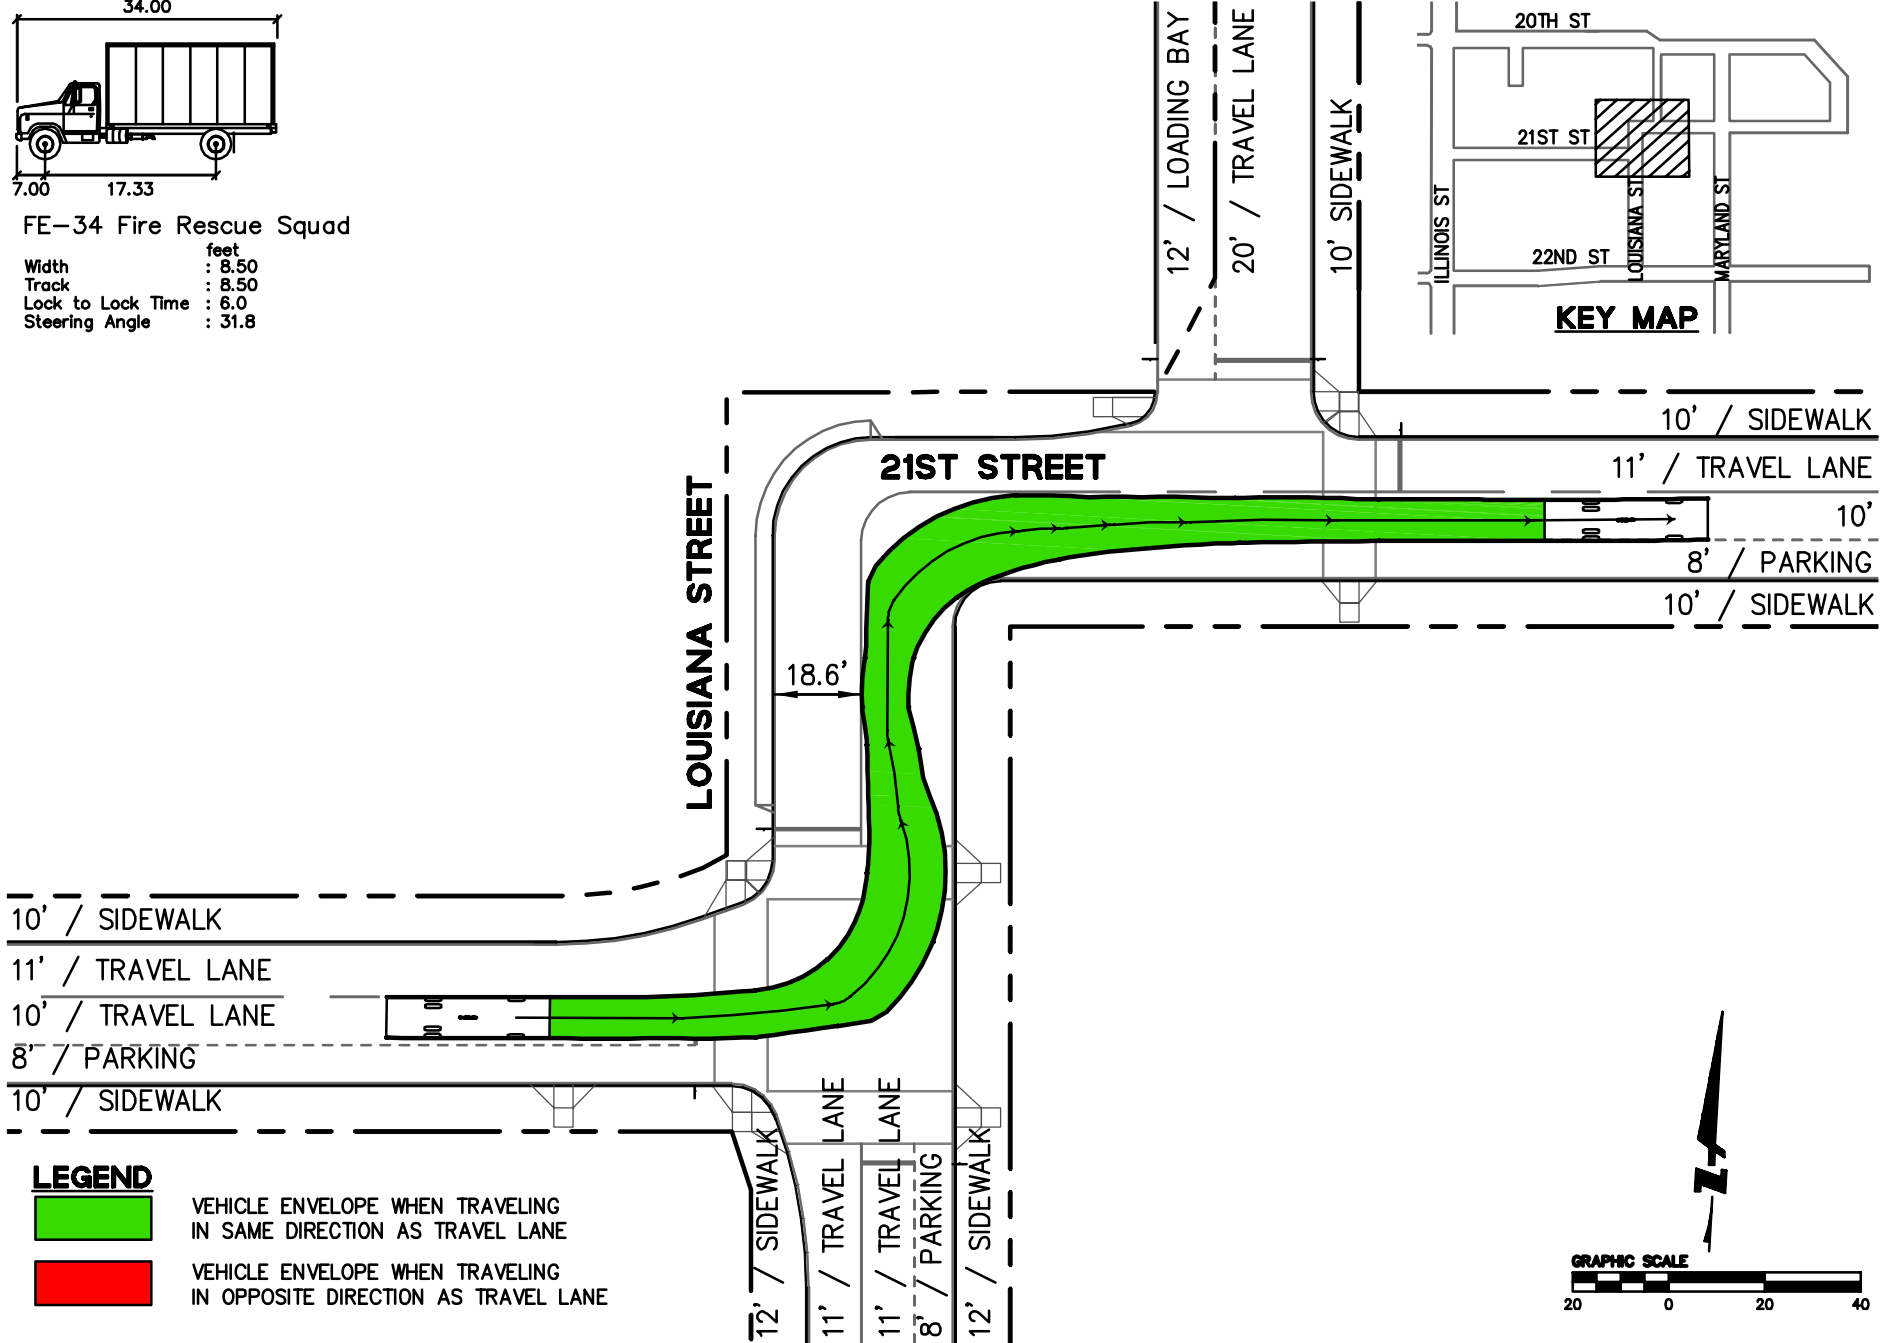 34.00
7.00
17.33
FE-34 Fire Rescue Squad
feet
Width : 8.50
Track : 8.50
Lock to Lock Time : 6.0
Steering Angle : 31.8
12' / LOADING BAY
20' / TRAVEL LANE
10' SIDEWALK
20TH ST
21ST ST
22ND ST
ILLINOIS ST
LOUISIANA ST
MARYLAND ST
KEY MAP
10' / SIDEWALK
11' / TRAVEL LANE
10'
8' / PARKING
10' / SIDEWALK
21ST STREET
LOUISIANA STREET
18.6'
10' / SIDEWALK
11' / TRAVEL LANE
10' / TRAVEL LANE
8' / PARKING
10' / SIDEWALK
12' / SIDEWALK
11' / TRAVEL LANE
11' / TRAVEL LANE
8' / PARKING
12' / SIDEWALK
LEGEND
VEHICLE ENVELOPE WHEN TRAVELING
IN SAME DIRECTION AS TRAVEL LANE
VEHICLE ENVELOPE WHEN TRAVELING
IN OPPOSITE DIRECTION AS TRAVEL LANE
Z
GRAPHIC SCALE
20 0 20 40